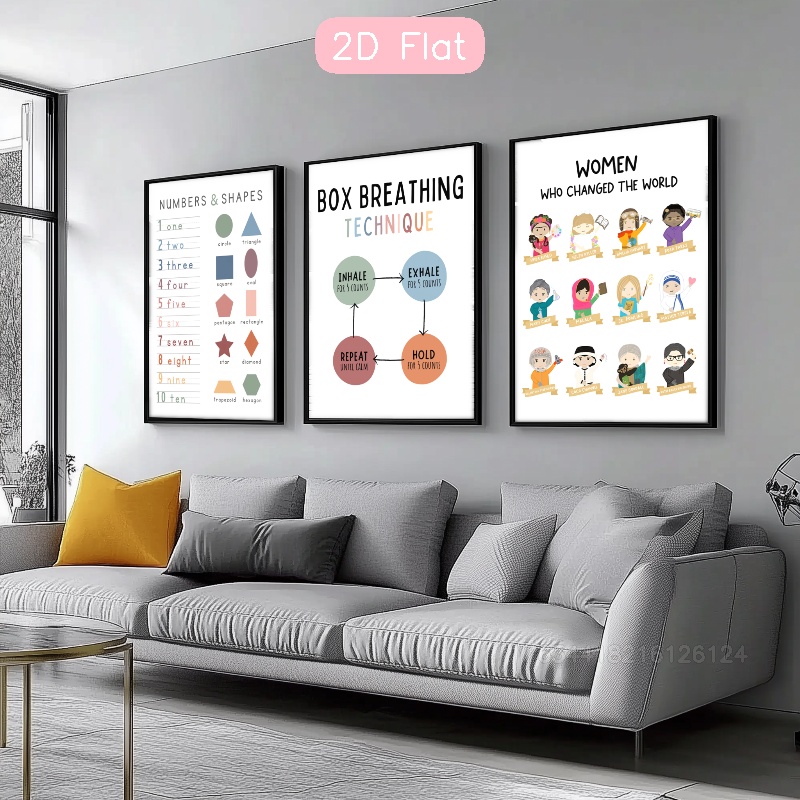 2D Flat
NUMBERS & SHAPES
1 one
2 two
3 three
4 four
5 five
6 six
7 seven
8 eight
9 nine
10 ten
circle triangle
square oval
pentagon rectangle
star diamond
trapezoid hexagon
BOX BREATHING
TECHNIQUE
INHALE
FOR 4 COUNTS
EXHALE
FOR 4 COUNTS
REPEAT
UNTIL CALM
HOLD
FOR 4 COUNTS
WOMEN
WHO CHANGED THE WORLD